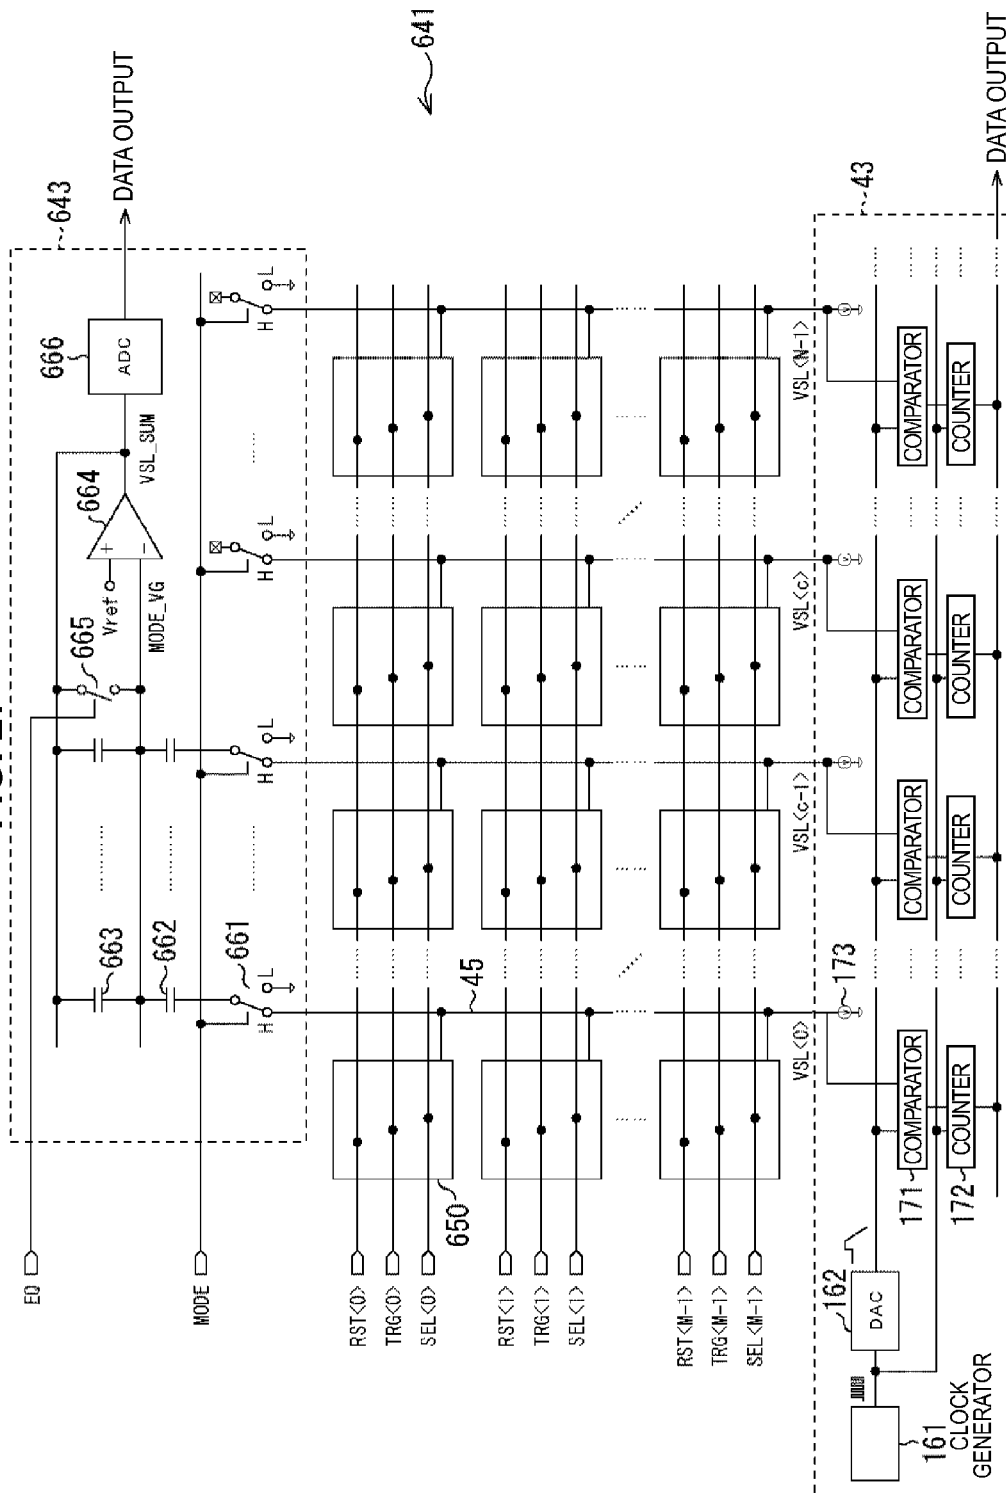 641
643
DATA OUTPUT
666
ADC
VSL_SUM
664
+
-
Vref
MODE_VG
665
663
662
661
H
L
H
L
H
L
H
L
EQ
MODE
45
650
RST<0>
TRG<0>
SEL<0>
RST<1>
TRG<1>
SEL<1>
RST<M-1>
TRG<M-1>
SEL<M-1>
VSL<0>
VSL<c-1>
VSL<c>
VSL<N-1>
43
173
171
COMPARATOR
COMPARATOR
COMPARATOR
COMPARATOR
172
COUNTER
COUNTER
COUNTER
COUNTER
162
DAC
161
CLOCK
GENERATOR
DATA OUTPUT